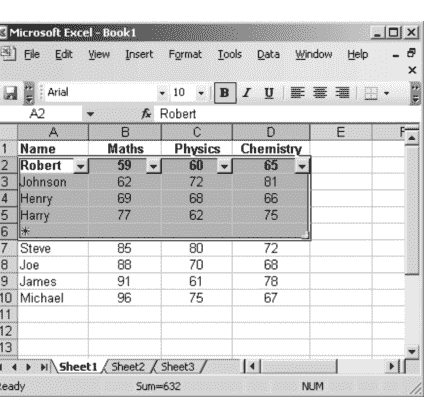 Microsoft Excel - Book1
File Edit View Insert Format Tools Data Window Help
Arial 10 B I U
A2 fx Robert
A B C D E F
1 Name Maths Physics Chemistry
2 Robert 59 60 65
3 Johnson 62 72 81
4 Henry 69 68 66
5 Harry 77 62 75
6 *
7 Steve 85 80 72
8 Joe 88 70 68
9 James 91 61 78
10 Michael 96 75 67
11
12
13
Sheet1 Sheet2 Sheet3
Ready Sum=632 NUM